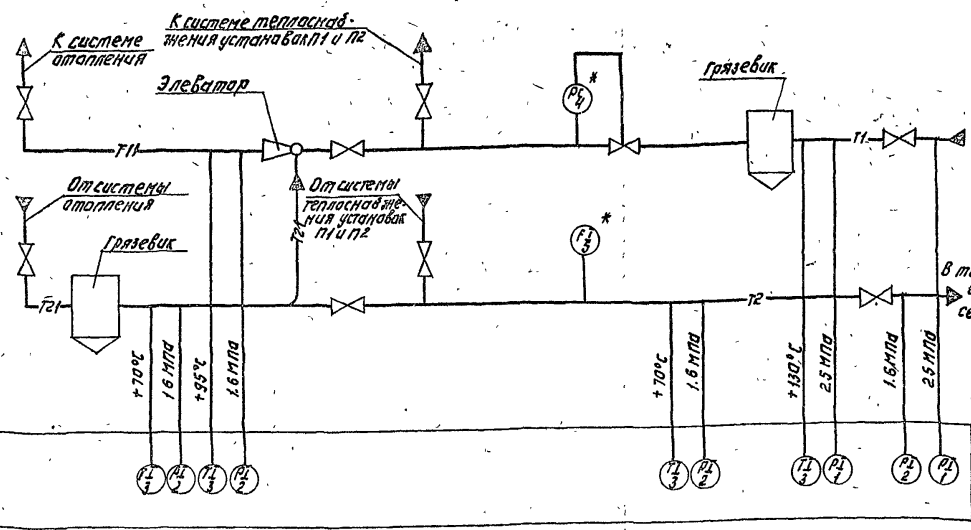 К системе
отопления
К системе теплоснаб-
жения установок П1 и П2
Элеватор
PC
4
*
Грязевик
Т11
Т1
От системы
отопления
От системы
теплоснабже-
ния установок
П1 и П2
Т21
FI
5
*
Грязевик
Т21
Т2
+70°С
1.6 МПа
+95°С
1.6 МПа
+70°С
1.6 МПа
+130°С
2.5 МПа
1.6 МПа
25 МПа
TI
3
PI
2
TI
3
PI
2
TI
3
PI
2
TI
3
PI
1
PI
2
PI
1